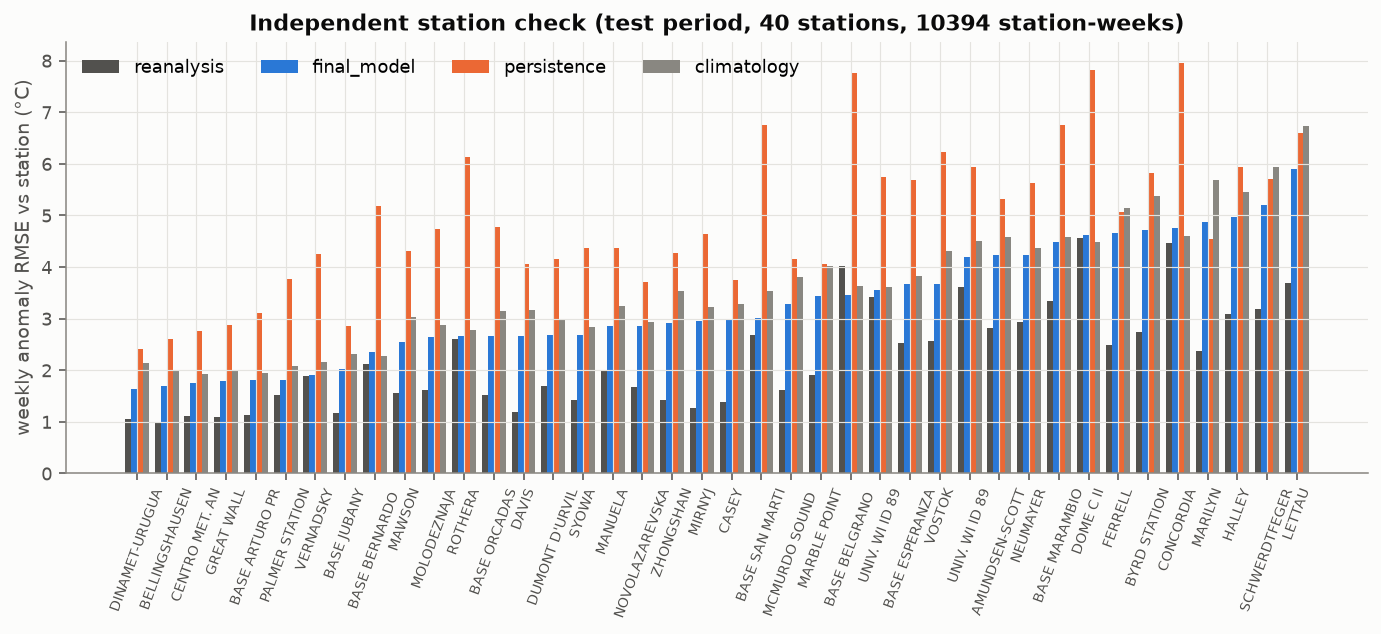 Independent station check (test period, 40 stations, 10394 station-weeks)
reanalysis final_model persistence climatology
weekly anomaly RMSE vs station (°C)
8
7
6
5
4
3
2
1
0
DINAMET-URUGUA
BELLINGSHAUSEN
CENTRO MET. AN
GREAT WALL
BASE ARTURO PR
PALMER STATION
VERNADSKY
BASE JUBANY
BASE BERNARDO
MAWSON
MOLODEZNAJA
ROTHERA
BASE ORCADAS
DAVIS
DUMONT D'URVIL
SYOWA
MANUELA
NOVOLAZAREVSKA
ZHONGSHAN
MIRNYJ
CASEY
BASE SAN MARTI
MCMURDO SOUND
MARBLE POINT
BASE BELGRANO
UNIV. WI ID 89
BASE ESPERANZA
VOSTOK
UNIV. WI ID 89
AMUNDSEN-SCOTT
NEUMAYER
BASE MARAMBIO
DOME C II
FERRELL
BYRD STATION
CONCORDIA
MARILYN
HALLEY
SCHWERDTFEGER
LETTAU